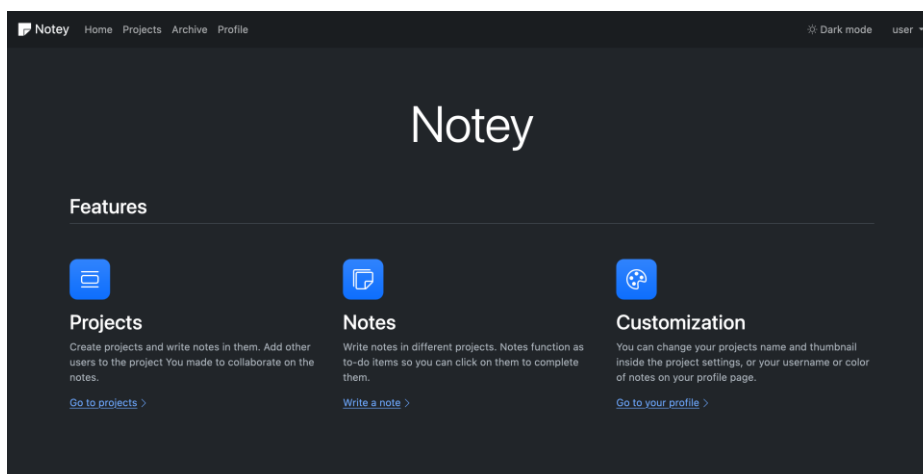 Notey Home Projects Archive Profile Dark mode user
Notey
Features
Projects
Create projects and write notes in them. Add other
users to the project You made to collaborate on the
notes.
Go to projects
Notes
Write notes in different projects. Notes function as
to-do items so you can click on them to complete
them.
Write a note
Customization
You can change your projects name and thumbnail
inside the project settings, or your username or color
of notes on your profile page.
Go to your profile